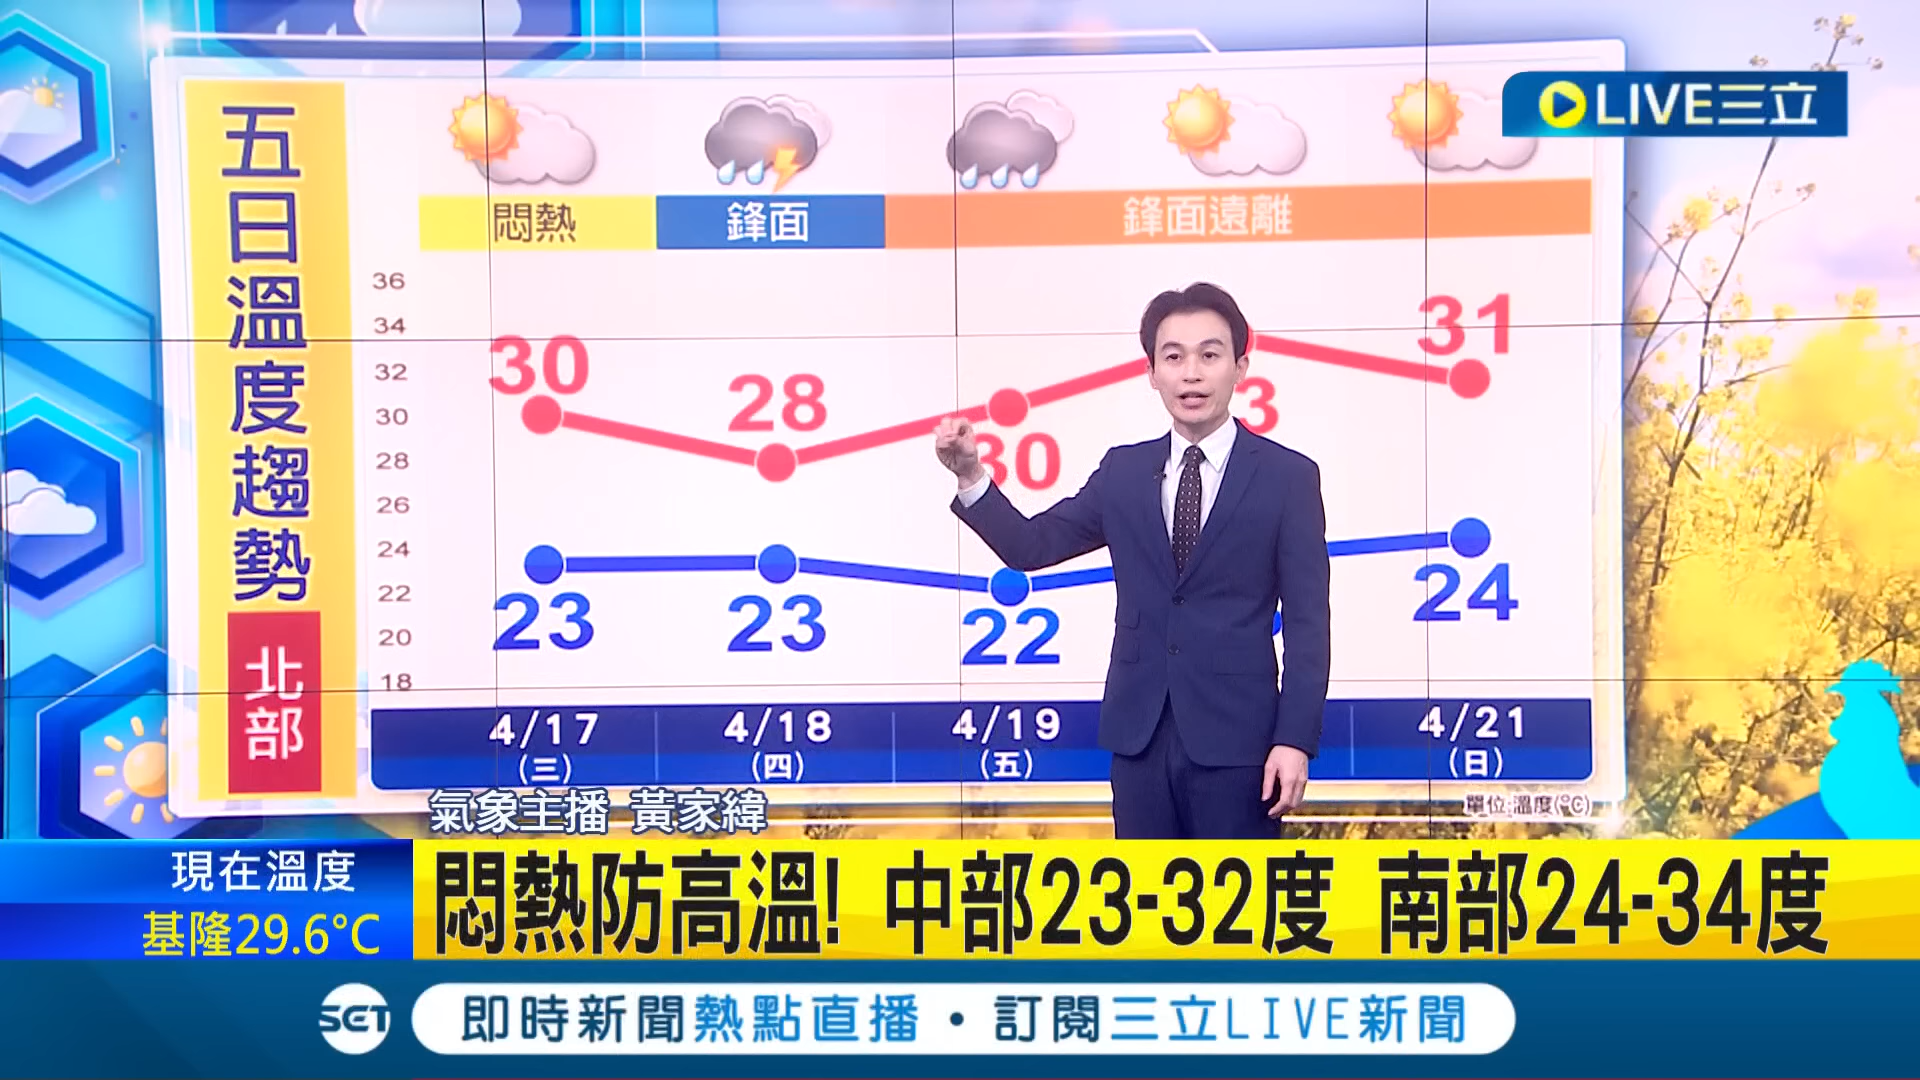 LIVE三立
五日溫度趨勢
北部
悶熱
鋒面
鋒面遠離
36
34
32
30
28
26
24
22
20
18
30
28
30
3
31
23
23
22
24
4/17
(三)
4/18
(四)
4/19
(五)
4/21
(日)
單位:溫度(°C)
氣象主播 黃家緯
現在溫度
基隆29.6°C
悶熱防高溫! 中部23-32度 南部24-34度
SET
即時新聞熱點直播・訂閱三立LIVE新聞